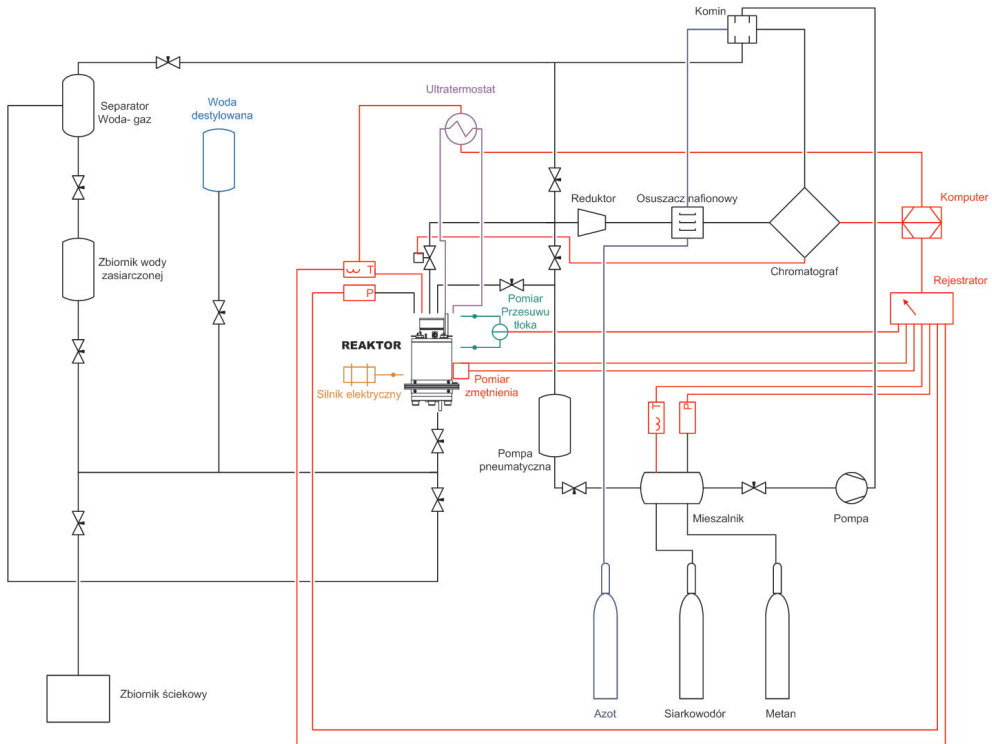 Komin
Ultratermostat
Separator
Woda- gaz
Woda
destylowana
Reduktor
Osuszacz nafionowy
Komputer
Zbiornik wody
zasiarczonej
Chromatograf
T
P
Pomiar
Przesuwu
tłoka
Rejestrator
REAKTOR
Silnik elektryczny
Pomiar
zmętnienia
T
P
Pompa
pneumatyczna
Mieszalnik
Pompa
Zbiornik ściekowy
Azot
Siarkowodór
Metan